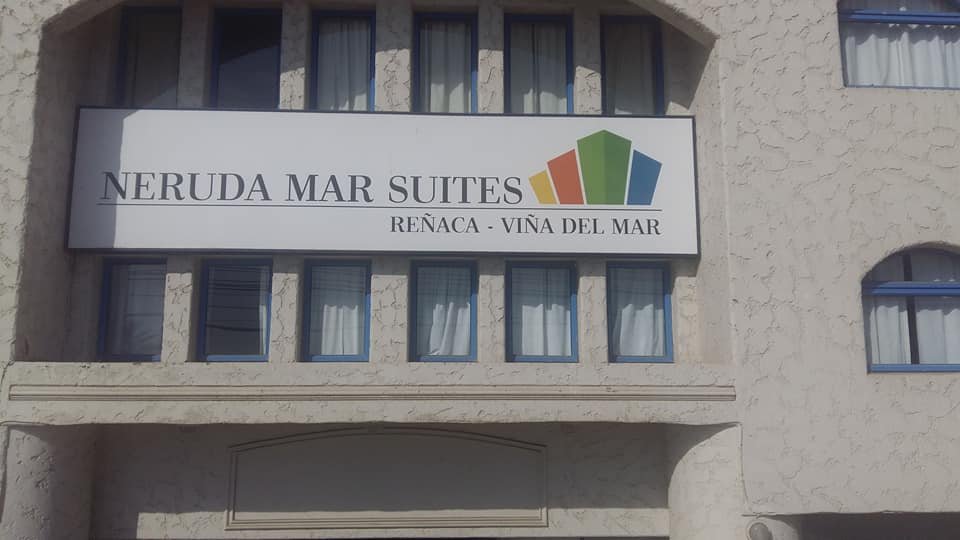 NERUDA MAR SUITES
REÑACA - VIÑA DEL MAR